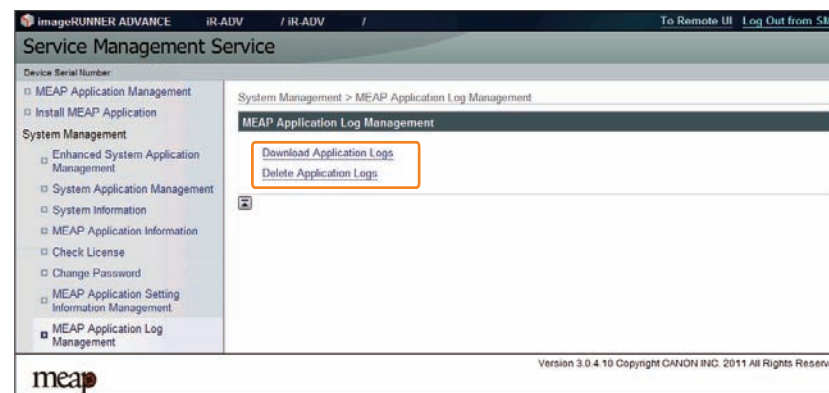 imageRUNNER ADVANCE iR-ADV / iR-ADV /
To Remote UI Log Out from SM
Service Management Service
Device Serial Number:
MEAP Application Management
Install MEAP Application
System Management
Enhanced System Application
Management
System Application Management
System Information
MEAP Application Information
Check License
Change Password
MEAP Application Setting
Information Management
MEAP Application Log
Management
System Management > MEAP Application Log Management
MEAP Application Log Management
Download Application Logs
Delete Application Logs
Version 3.0.4.10 Copyright CANON INC. 2011 All Rights Reserv
meap